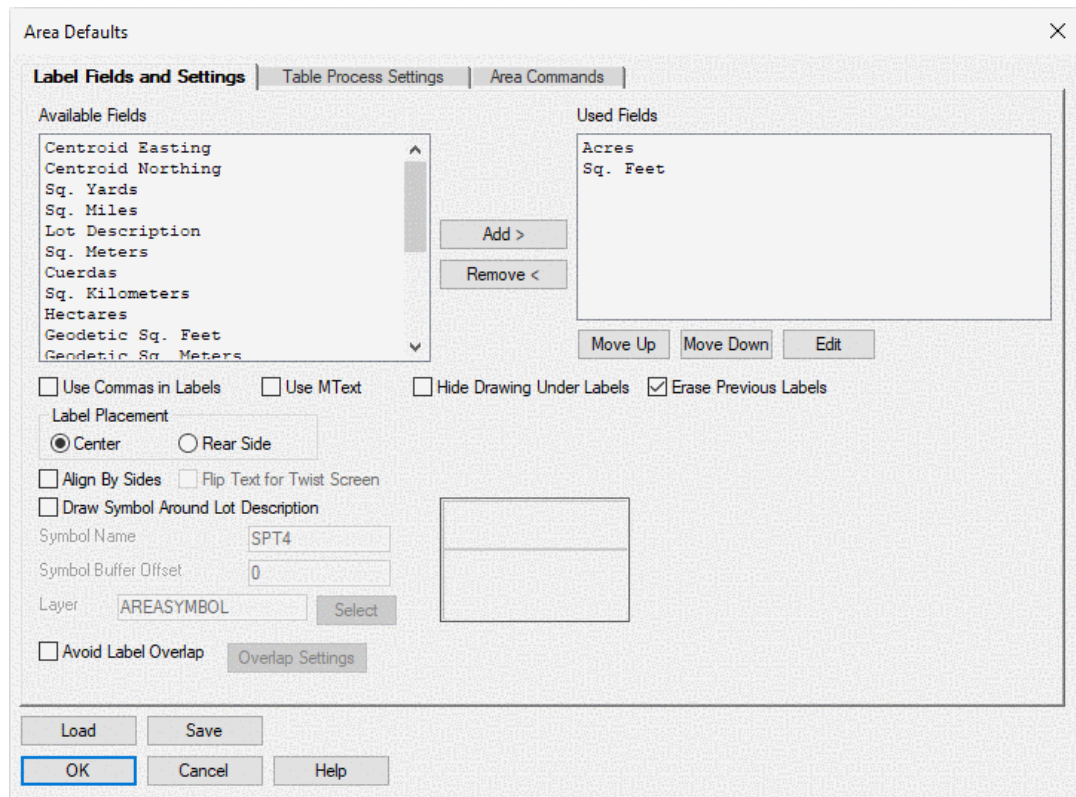 Area Defaults
Label Fields and Settings Table Process Settings Area Commands
Available Fields
Centroid Easting
Centroid Northing
Sq. Yards
Sq. Miles
Lot Description
Sq. Meters
Cuerdas
Sq. Kilometers
Hectares
Geodetic Sq. Feet
Geodetic Sq. Meters
Add >
Remove <
Used Fields
Acres
Sq. Feet
Move Up Move Down Edit
Use Commas in Labels Use MText Hide Drawing Under Labels Erase Previous Labels
Label Placement
Center Rear Side
Align By Sides Flip Text for Twist Screen
Draw Symbol Around Lot Description
Symbol Name SPT4
Symbol Buffer Offset 0
Layer AREASYMBOL Select
Avoid Label Overlap Overlap Settings
Load Save
OK Cancel Help